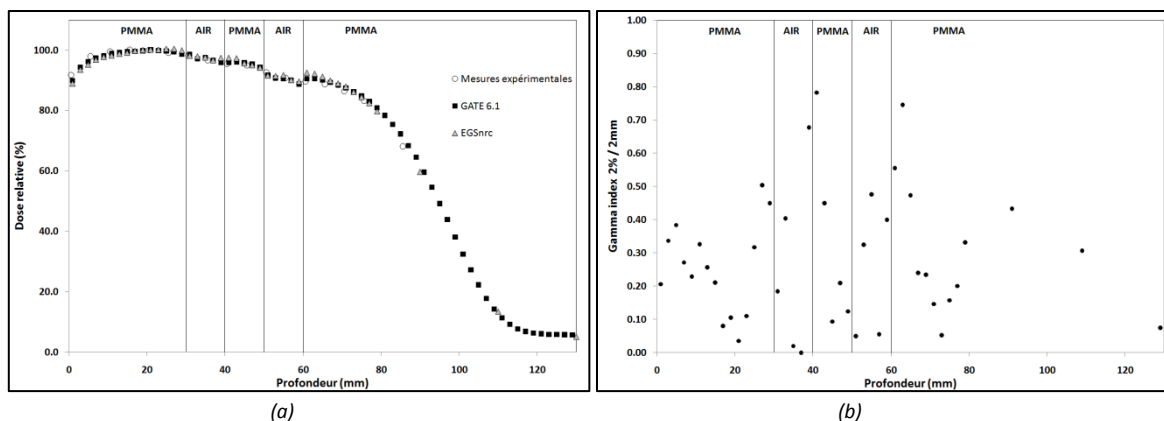 PMMA AIR PMMA AIR PMMA
100.0
80.0
60.0
40.0
20.0
0.0
Dose relative (%)
Mesures expérimentales
GATE 6.1
EGSnrc
0 20 40 60 80 100 120
Profondeur (mm)
(a)
PMMA AIR PMMA AIR PMMA
1.00
0.90
0.80
0.70
0.60
0.50
0.40
0.30
0.20
0.10
0.00
Gamma index 2% / 2mm
0 20 40 60 80 100 120
Profondeur (mm)
(b)